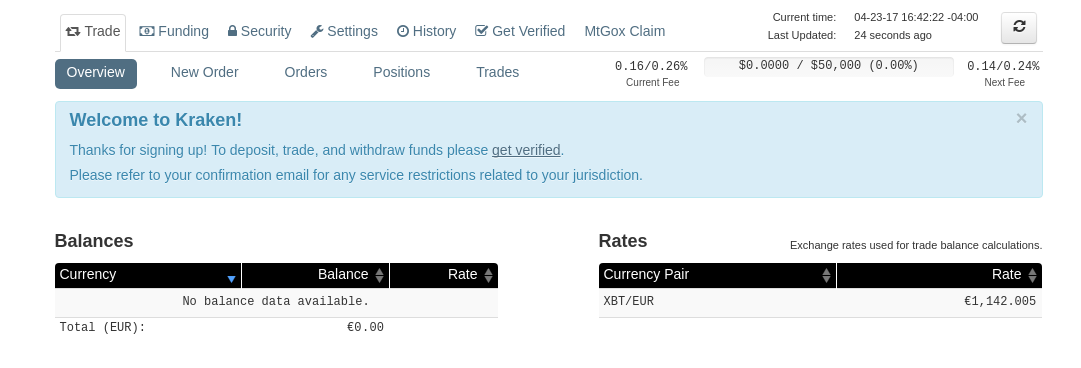 Trade Funding Security Settings History Get Verified MtGox Claim
Current time: 04-23-17 16:42:22 -04:00
Last Updated: 24 seconds ago
Overview New Order Orders Positions Trades
0.16/0.26% $0.0000 / $50,000 (0.00%) 0.14/0.24%
Current Fee Next Fee
Welcome to Kraken! ×
Thanks for signing up! To deposit, trade, and withdraw funds please get verified.
Please refer to your confirmation email for any service restrictions related to your jurisdiction.
Balances
Currency Balance Rate
No balance data available.
Total (EUR): €0.00
Rates Exchange rates used for trade balance calculations.
Currency Pair Rate
XBT/EUR €1,142.005